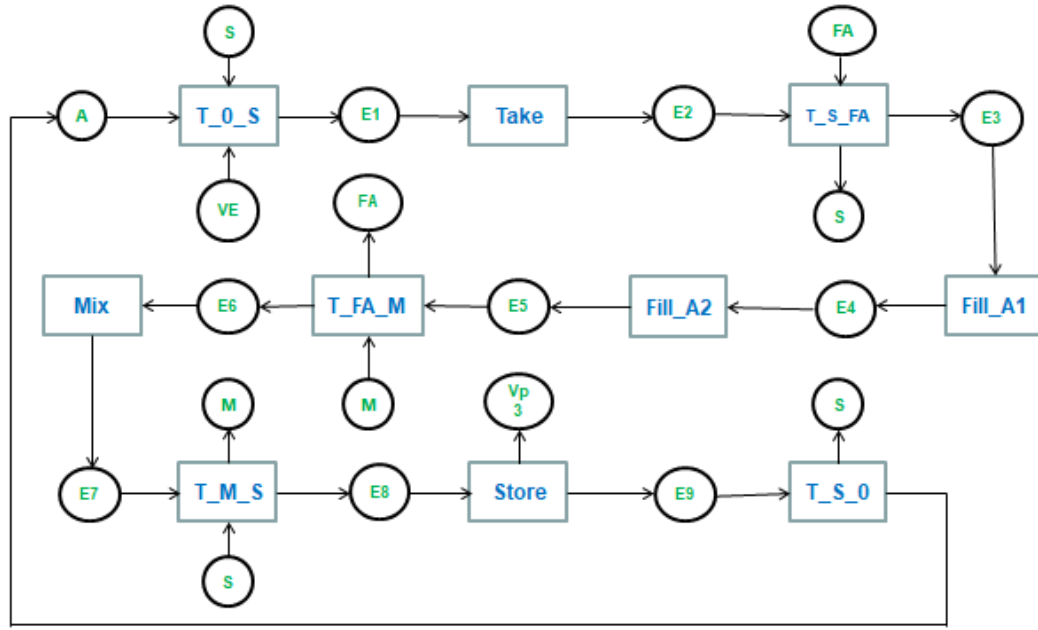 S
FA
A
T_0_S
E1
Take
E2
T_S_FA
E3
VE
FA
S
Mix
E6
T_FA_M
E5
Fill_A2
E4
Fill_A1
M
M
Vp
3
S
E7
T_M_S
E8
Store
E9
T_S_0
S